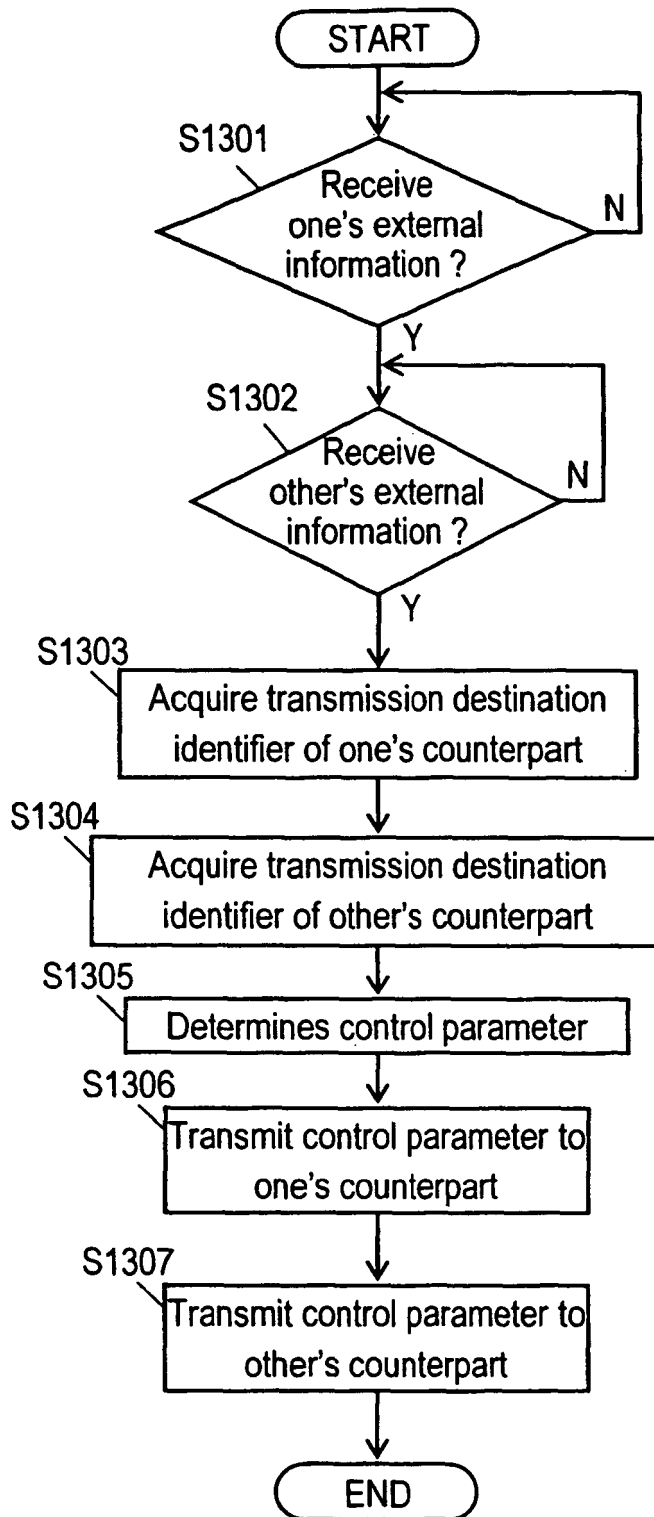 START
S1301
Receive
one's external
information ?
N
Y
S1302
Receive
other's external
information ?
N
Y
S1303
Acquire transmission destination
identifier of one's counterpart
S1304
Acquire transmission destination
identifier of other's counterpart
S1305
Determines control parameter
S1306
Transmit control parameter to
one's counterpart
S1307
Transmit control parameter to
other's counterpart
END